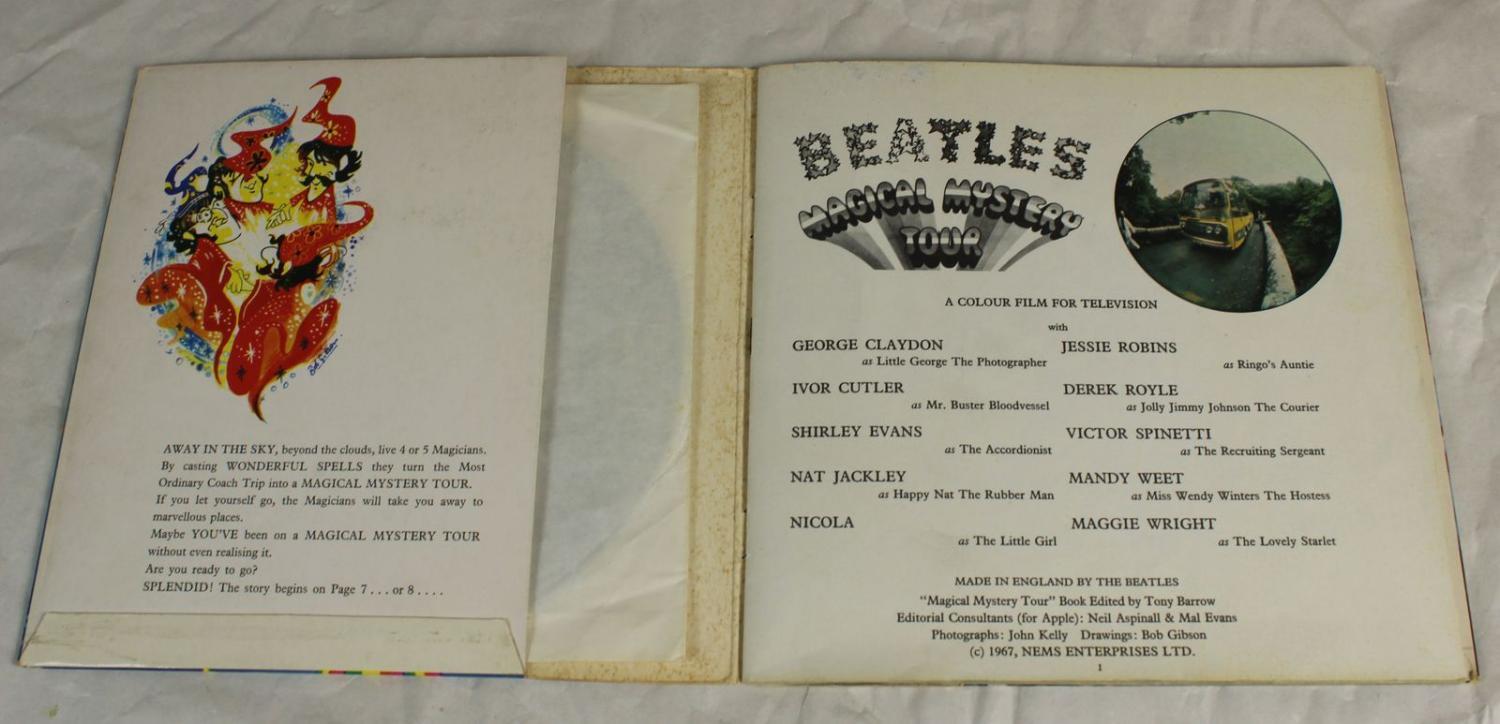 AWAY IN THE SKY, beyond the clouds, live 4 or 5 Magicians.
By casting WONDERFUL SPELLS they turn the Most
Ordinary Coach Trip into a MAGICAL MYSTERY TOUR.
If you let yourself go, the Magicians will take you away to
marvellous places.
Maybe YOU'VE been on a MAGICAL MYSTERY TOUR
without even realising it.
Are you ready to go?
SPLENDID! The story begins on Page 7 . . . or 8 . . . .
BEATLES
MAGICAL MYSTERY
TOUR
A COLOUR FILM FOR TELEVISION
with
GEORGE CLAYDON
as Little George The Photographer
JESSIE ROBINS
as Ringo's Auntie
IVOR CUTLER
as Mr. Buster Bloodvessel
DEREK ROYLE
as Jolly Jimmy Johnson The Courier
SHIRLEY EVANS
as The Accordionist
VICTOR SPINETTI
as The Recruiting Sergeant
NAT JACKLEY
as Happy Nat The Rubber Man
MANDY WEET
as Miss Wendy Winters The Hostess
NICOLA
as The Little Girl
MAGGIE WRIGHT
as The Lovely Starlet
MADE IN ENGLAND BY THE BEATLES
"Magical Mystery Tour" Book Edited by Tony Barrow
Editorial Consultants (for Apple): Neil Aspinall & Mal Evans
Photographs: John Kelly Drawings: Bob Gibson
(c) 1967, NEMS ENTERPRISES LTD.
1